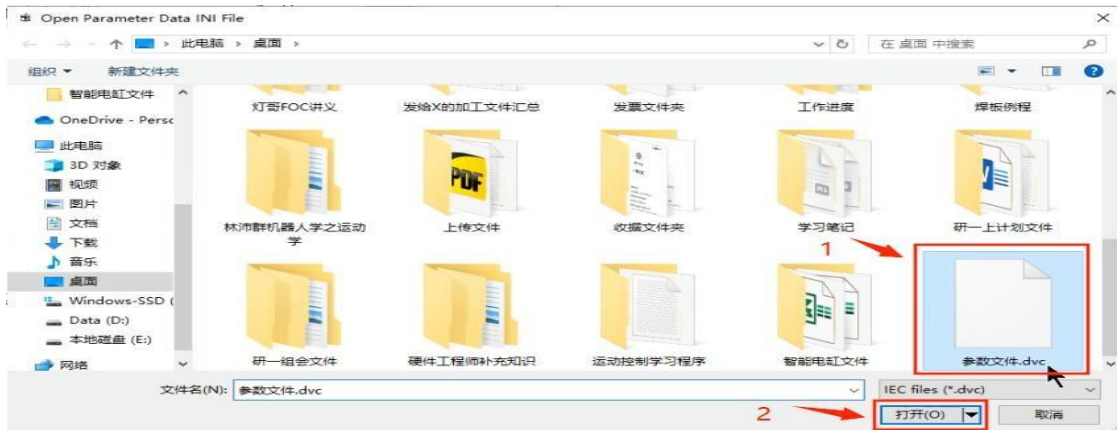 Open Parameter Data INI File
此电脑 > 桌面 >
在 桌面 中搜索
组织
新建文件夹
智能电缸文件
OneDrive - Persc
此电脑
3D 对象
视频
图片
文档
下载
音乐
桌面
Windows-SSD (
Data (D:)
本地磁盘 (E:)
网络
灯哥FOC讲义
发给X的加工文件汇总
发票文件夹
工作进度
焊板例程
PDF
林沛群机器人学之运动
学
上传文件
收据文件夹
学习笔记
研一上计划文件
1
研一组会文件
硬件工程师补充知识
运动控制学习程序
智能电缸文件
参数文件.dvc
文件名(N):
参数文件.dvc
IEC files (*.dvc)
2
打开(O)
取消